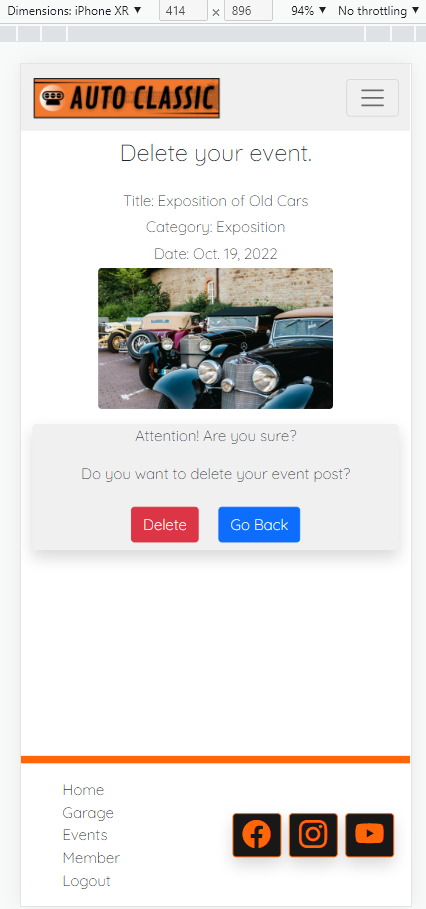 Dimensions: iPhone XR ▼ 414 × 896 94% ▼ No throttling ▼
AUTO CLASSIC
Delete your event.
Title: Exposition of Old Cars
Category: Exposition
Date: Oct. 19, 2022
Attention! Are you sure?
Do you want to delete your event post?
Delete Go Back
Home
Garage
Events
Member
Logout